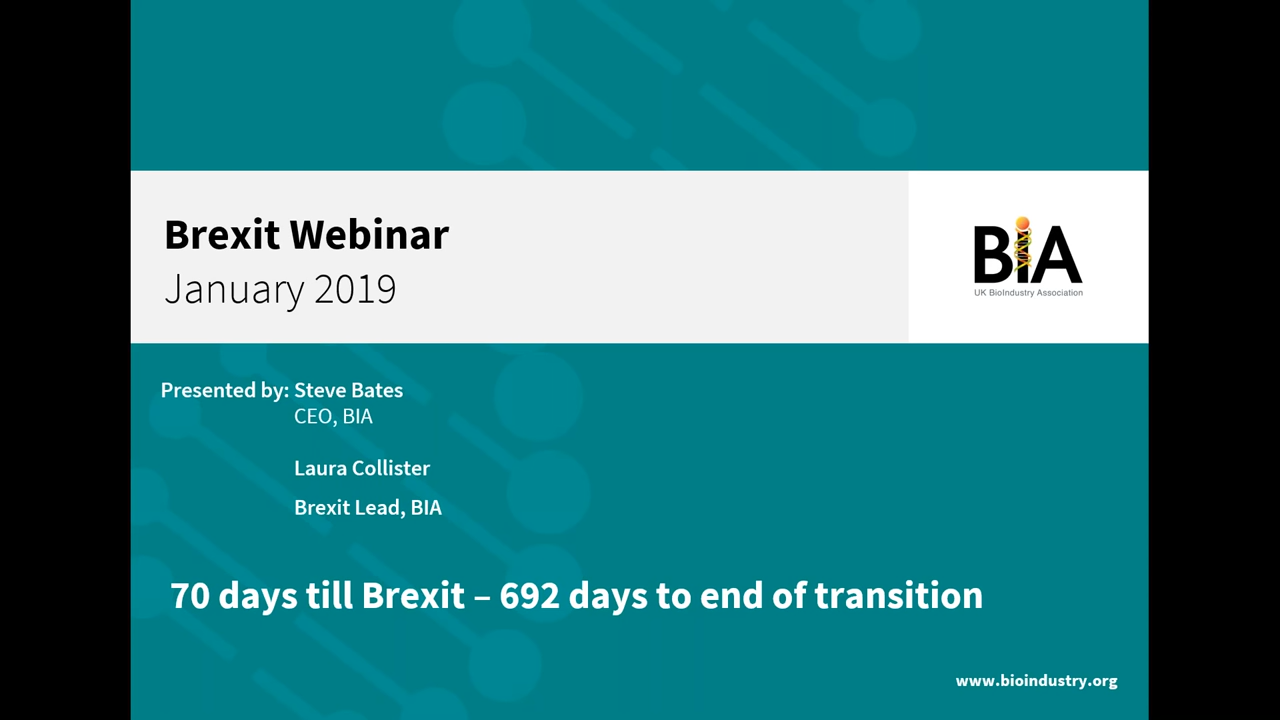 Brexit Webinar
January 2019
BiA
UK BioIndustry Association
Presented by: Steve Bates
CEO, BIA
Laura Collister
Brexit Lead, BIA
70 days till Brexit – 692 days to end of transition
www.bioindustry.org